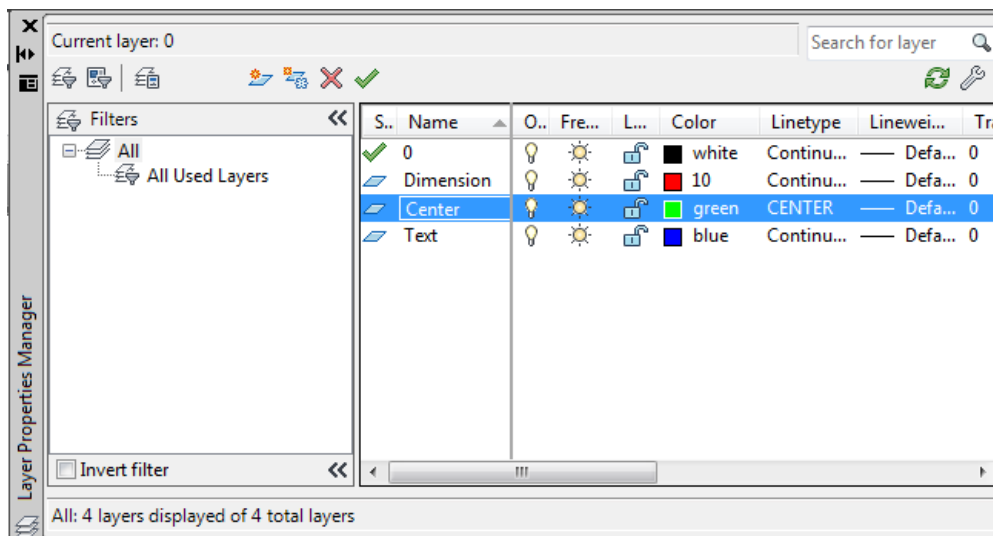 Current layer: 0
Search for layer
Filters
All
All Used Layers
Invert filter
S.. Name O.. Fre... L... Color Linetype Linewei... Tra
0 white Continu... Defa... 0
Dimension 10 Continu... Defa... 0
Center green CENTER Defa... 0
Text blue Continu... Defa... 0
Layer Properties Manager
All: 4 layers displayed of 4 total layers